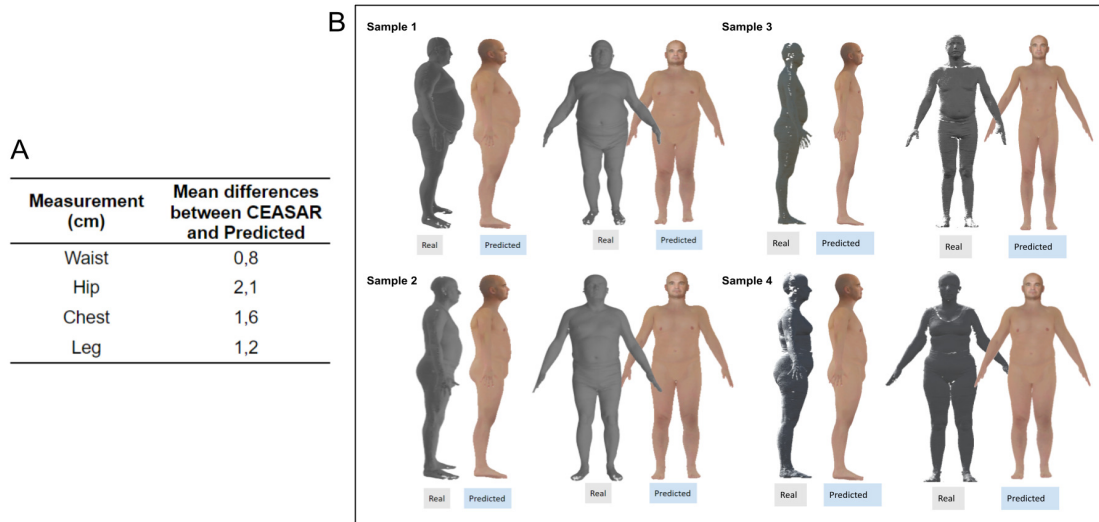 A
Measurement
(cm)
Mean differences
between CEASAR
and Predicted
Waist 0,8
Hip 2,1
Chest 1,6
Leg 1,2
B
Sample 1
Real
Predicted
Real
Predicted
Sample 3
Real
Predicted
Real
Predicted
Sample 2
Real
Predicted
Real
Predicted
Sample 4
Real
Predicted
Real
Predicted